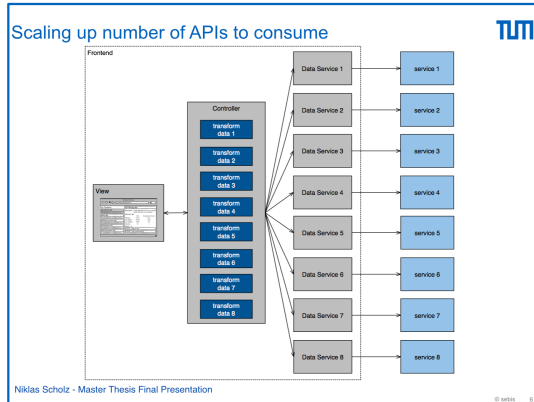 Scaling up number of APIs to consume
TUM
Frontend
Controller
transform
data 1
transform
data 2
transform
data 3
transform
data 4
transform
data 5
transform
data 6
transform
data 7
transform
data 8
View
Data Service 1
Data Service 2
Data Service 3
Data Service 4
Data Service 5
Data Service 6
Data Service 7
Data Service 8
service 1
service 2
service 3
service 4
service 5
service 6
service 7
service 8
Niklas Scholz - Master Thesis Final Presentation
© sebis 6